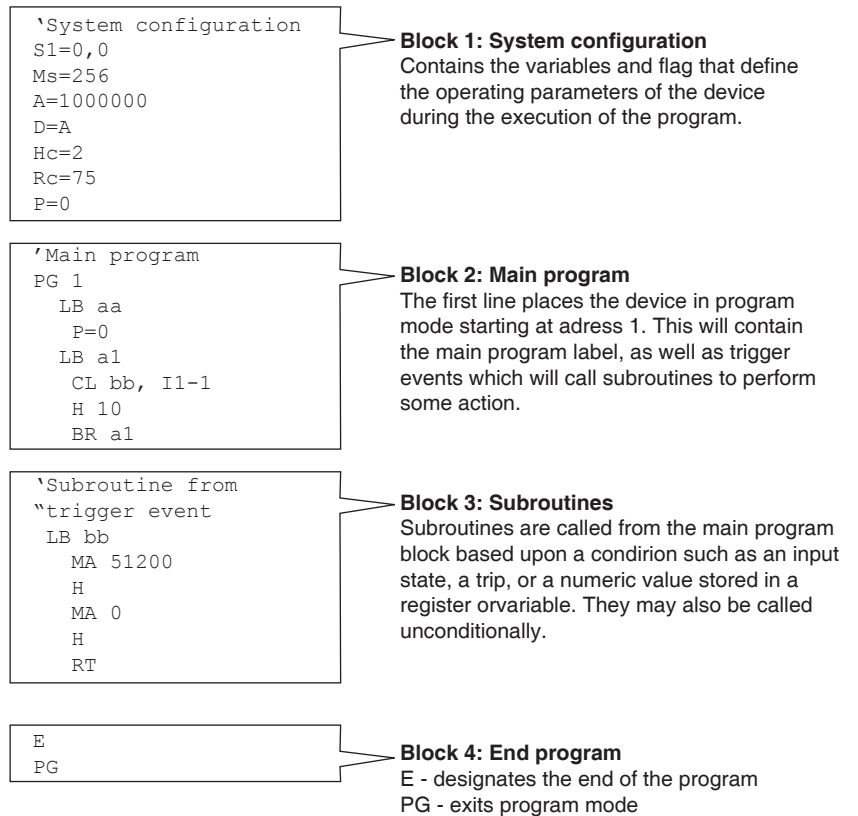 ‘System configuration
S1=0,0
Ms=256
A=1000000
D=A
Hc=2
Rc=75
P=0
Block 1: System configuration
Contains the variables and flag that define
the operating parameters of the device
during the execution of the program.
’Main program
PG 1
LB aa
P=0
LB a1
CL bb, I1-1
H 10
BR a1
Block 2: Main program
The first line places the device in program
mode starting at adress 1. This will contain
the main program label, as well as trigger
events which will call subroutines to perform
some action.
‘Subroutine from
“trigger event
LB bb
MA 51200
H
MA 0
H
RT
Block 3: Subroutines
Subroutines are called from the main program
block based upon a condirion such as an input
state, a trip, or a numeric value stored in a
register orvariable. They may also be called
unconditionally.
E
PG
Block 4: End program
E - designates the end of the program
PG - exits program mode